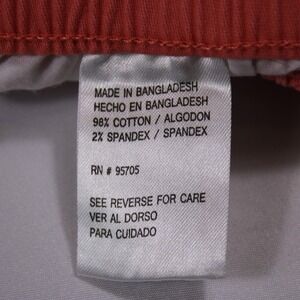 MADE IN BANGLADESH
HECHO EN BANGLADESH
98% COTTON / ALGODON
2% SPANDEX / SPANDEX
RN # 95705
SEE REVERSE FOR CARE
VER AL DORSO
PARA CUIDADO